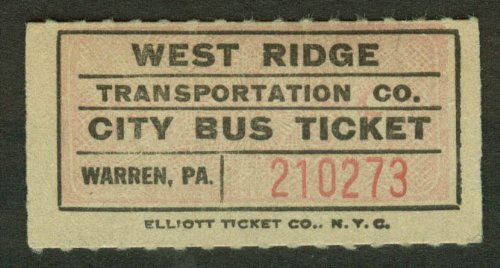 WEST RIDGE
TRANSPORTATION CO.
CITY BUS TICKET
WARREN, PA. 210273
ELLIOTT TICKET CO., N.Y.C.